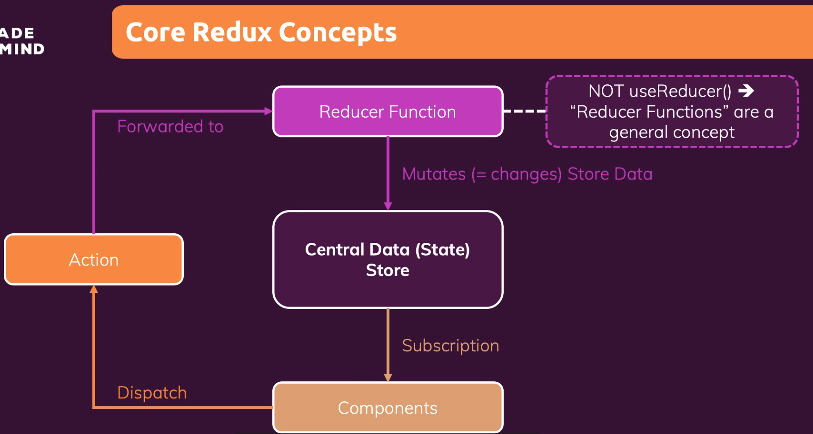 ADE
MIND
Core Redux Concepts
Reducer Function
NOT useReducer() ➔
“Reducer Functions” are a
general concept
Forwarded to
Mutates (= changes) Store Data
Action
Central Data (State)
Store
Subscription
Dispatch
Components